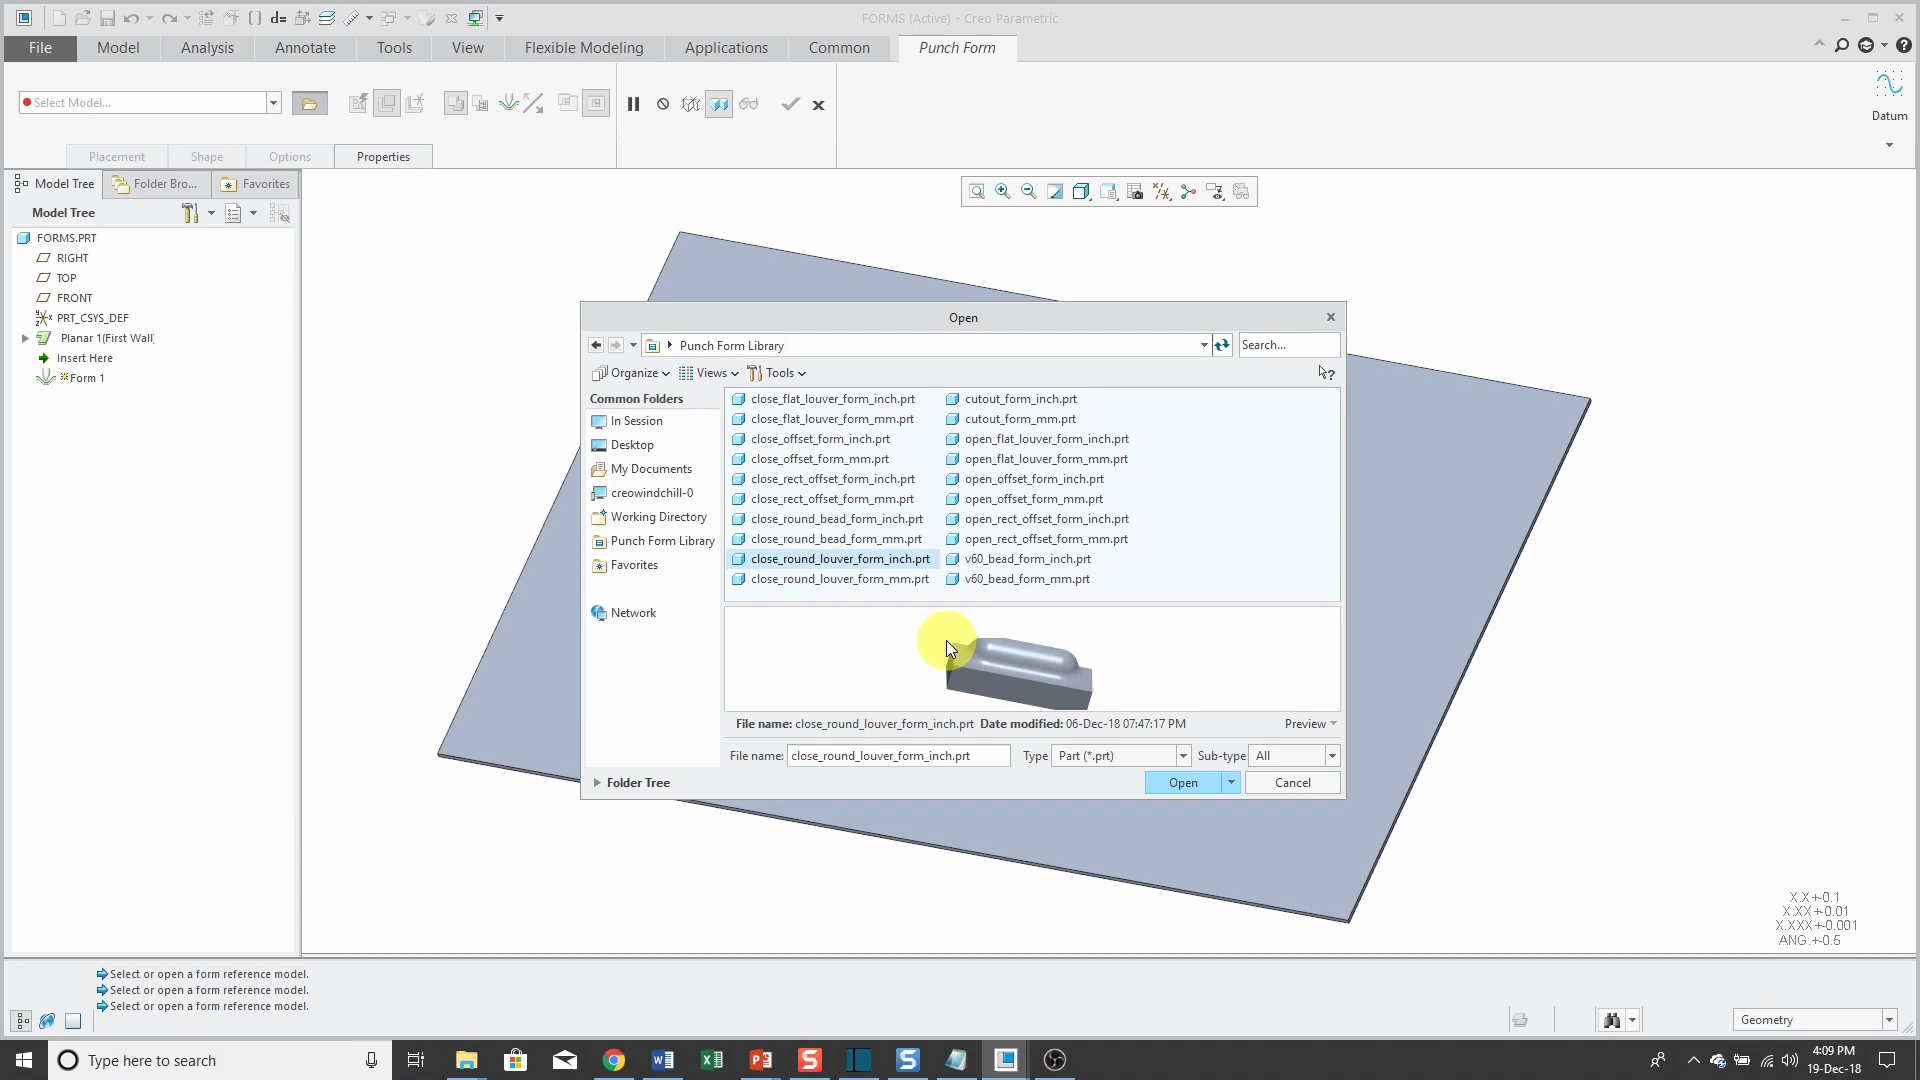 d=
FORMS (Active) - Creo Parametric
File
Model
Analysis
Annotate
Tools
View
Flexible Modeling
Applications
Common
Punch Form
Select Model...
Datum
Placement
Shape
Options
Properties
Model Tree
Folder Bro...
Favorites
Model Tree
FORMS.PRT
RIGHT
TOP
FRONT
PRT_CSYS_DEF
Planar 1(First Wall)
Insert Here
Form 1
Open
Punch Form Library
Search...
Organize
Views
Tools
Common Folders
In Session
Desktop
My Documents
creowindchill-0
Working Directory
Punch Form Library
Favorites
Network
close_flat_louver_form_inch.prt
close_flat_louver_form_mm.prt
close_offset_form_inch.prt
close_offset_form_mm.prt
close_rect_offset_form_inch.prt
close_rect_offset_form_mm.prt
close_round_bead_form_inch.prt
close_round_bead_form_mm.prt
close_round_louver_form_inch.prt
close_round_louver_form_mm.prt
cutout_form_inch.prt
cutout_form_mm.prt
open_flat_louver_form_inch.prt
open_flat_louver_form_mm.prt
open_offset_form_inch.prt
open_offset_form_mm.prt
open_rect_offset_form_inch.prt
open_rect_offset_form_mm.prt
v60_bead_form_inch.prt
v60_bead_form_mm.prt
File name: close_round_louver_form_inch.prt Date modified: 06-Dec-18 07:47:17 PM
Preview
File name: close_round_louver_form_inch.prt Type Part (*.prt) Sub-type All
Folder Tree
Open
Cancel
X.X+-0.1
X.XX+-0.01
X.XXX+-0.001
ANG.+-0.5
Select or open a form reference model.
Select or open a form reference model.
Select or open a form reference model.
Geometry
Type here to search
4:09 PM
19-Dec-18